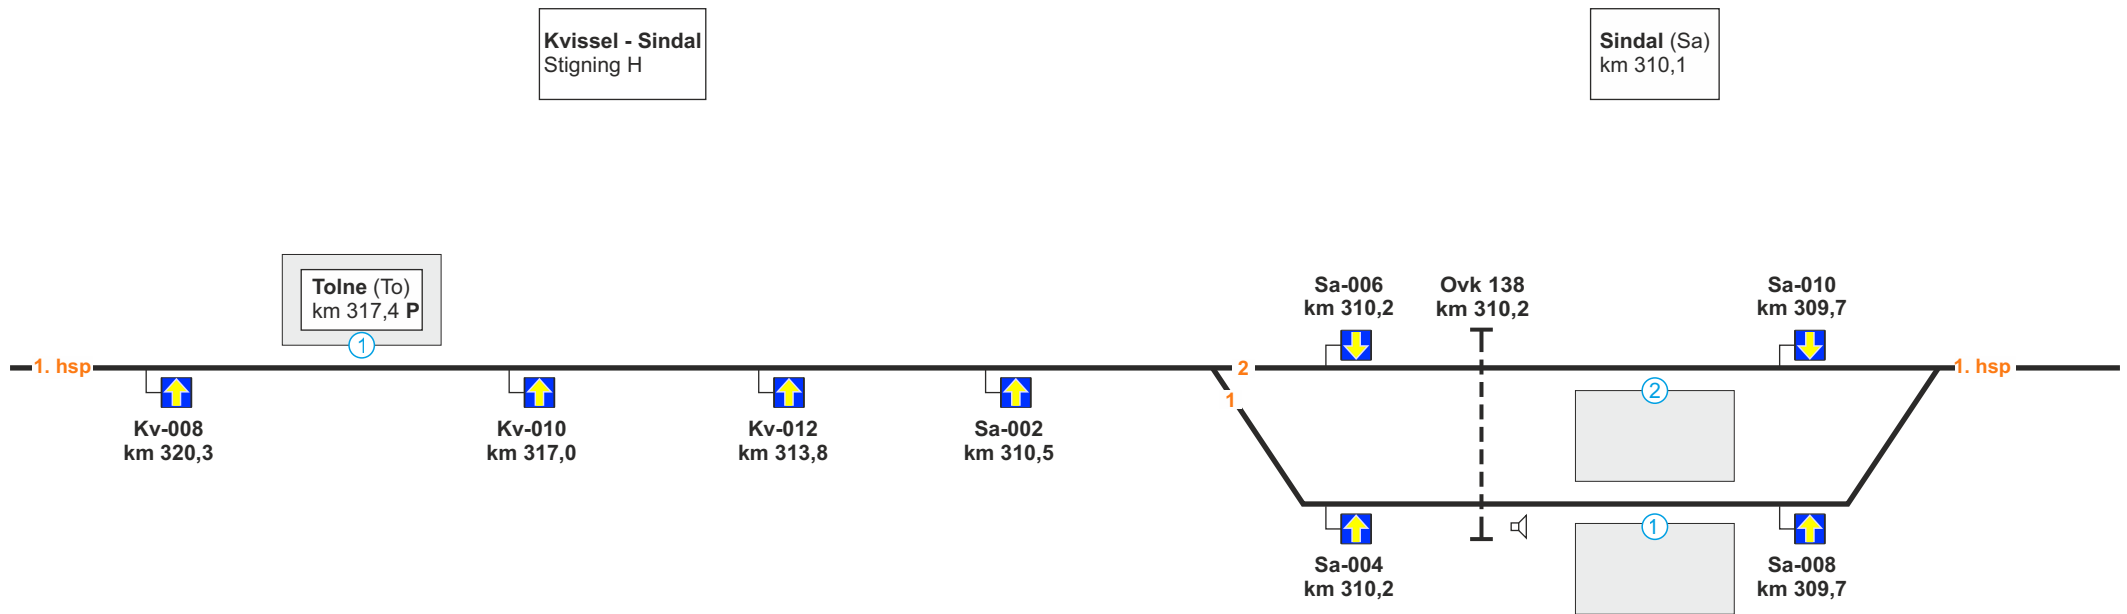 Kvissel - Sindal
Stigning H
Sindal (Sa)
km 310,1
Tolne (To)
km 317,4 P
1
Sa-006
km 310,2
Ovk 138
km 310,2
Sa-010
km 309,7
1. hsp
2
1. hsp
1
2
Kv-008
km 320,3
Kv-010
km 317,0
Kv-012
km 313,8
Sa-002
km 310,5
1
Sa-004
km 310,2
Sa-008
km 309,7